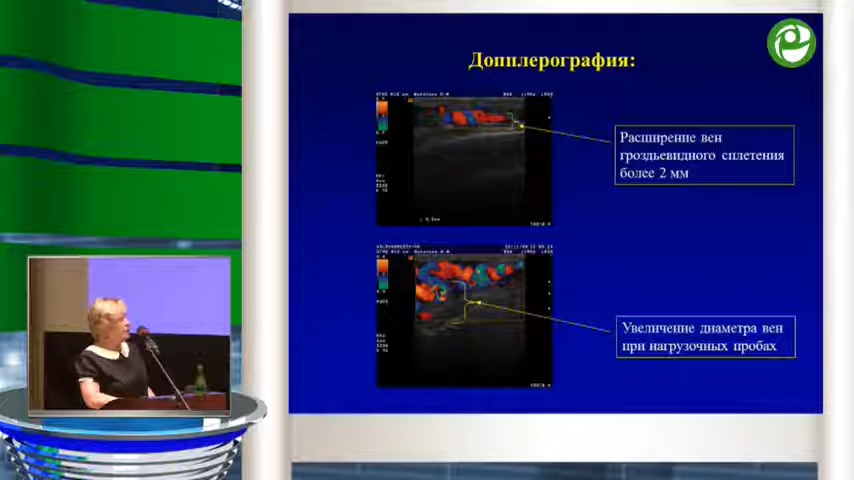 Допплерография:
Расширение вен
гроздьевидного сплетения
более 2 мм
Увеличение диаметра вен
при нагрузочных пробах